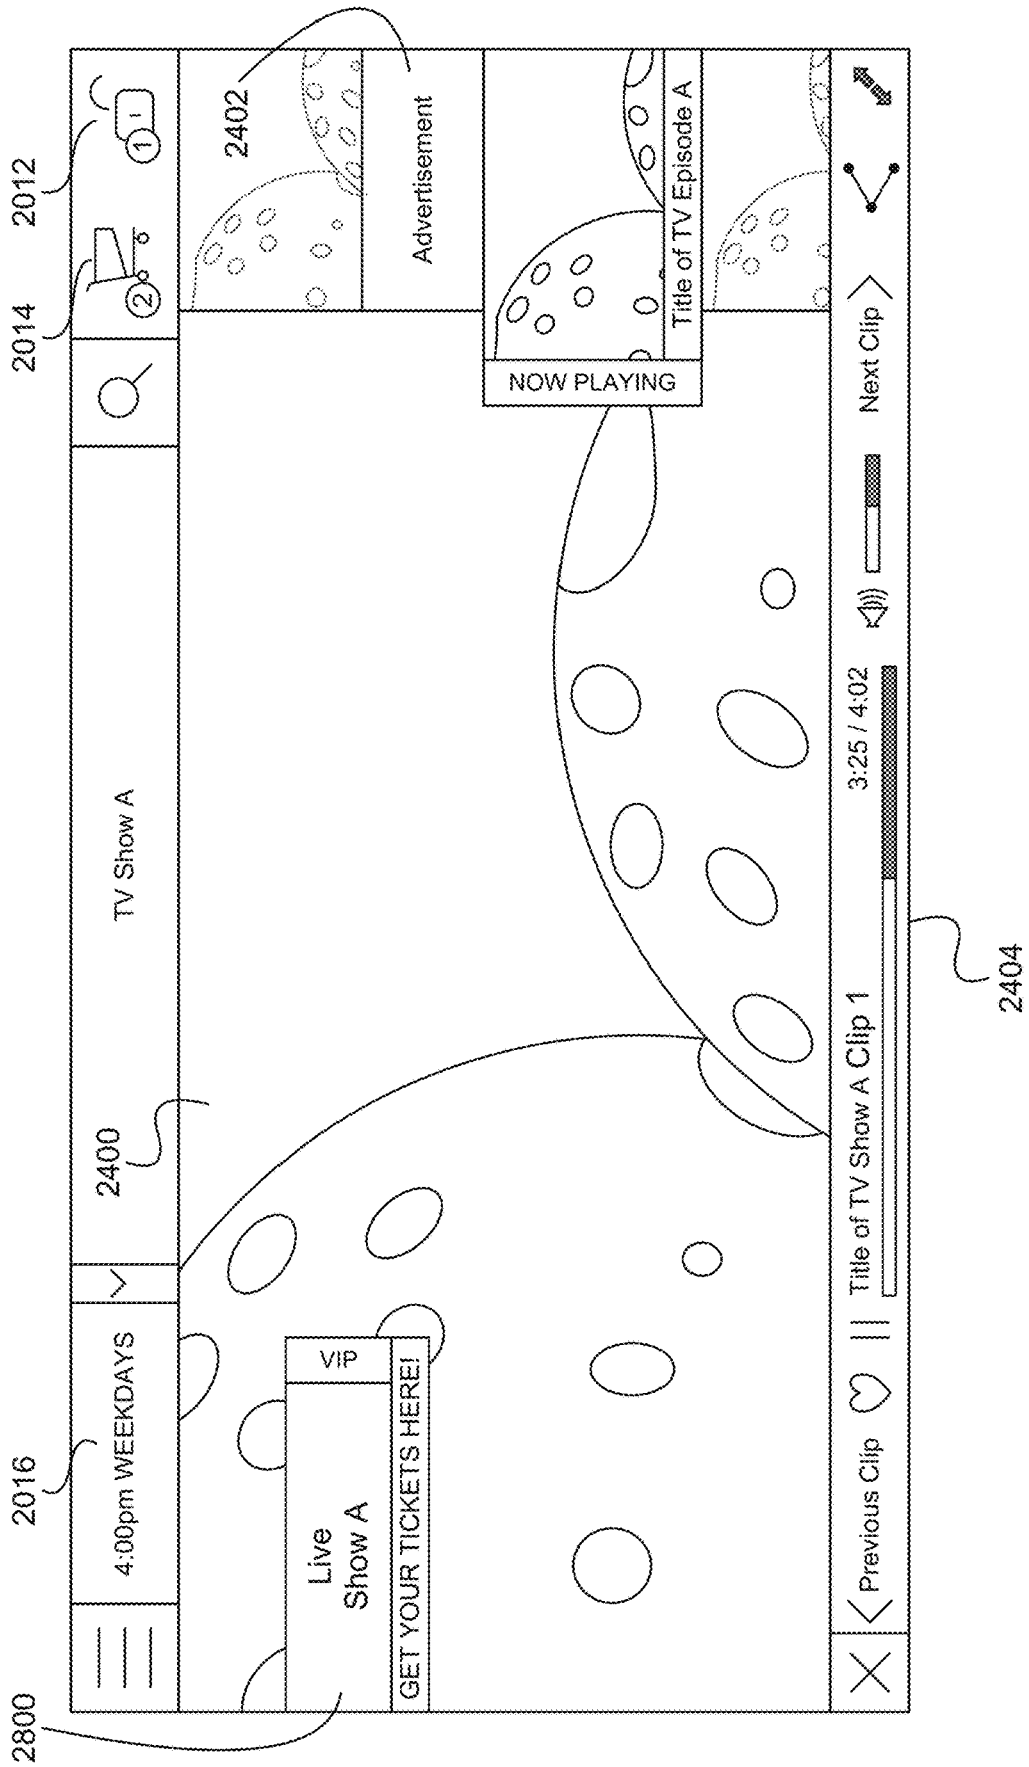 2800
2016
2400
2014
2012
4:00pm WEEKDAYS
TV Show A
2
1
2402
Live
Show A
VIP
GET YOUR TICKETS HERE!
Advertisement
NOW PLAYING
Title of TV Episode A
Previous Clip
Title of TV Show A Clip 1
3:25 / 4:02
Next Clip
2404